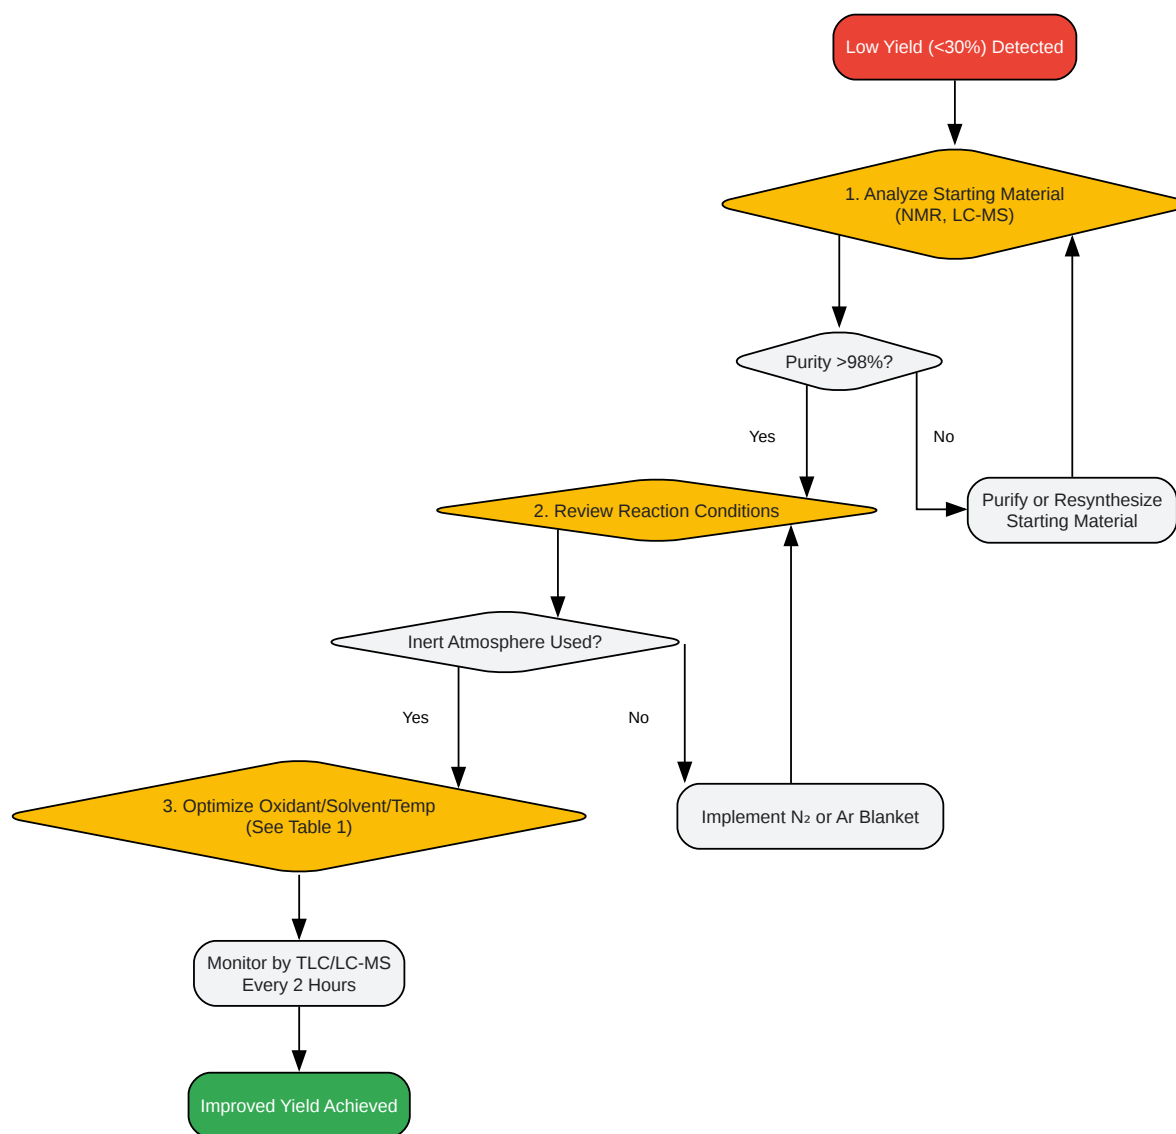 Low Yield (<30%) Detected
1. Analyze Starting Material
(NMR, LC-MS)
Purity >98%?
Yes
No
Purify or Resynthesize
Starting Material
2. Review Reaction Conditions
Inert Atmosphere Used?
Yes
No
3. Optimize Oxidant/Solvent/Temp
(See Table 1)
Implement N₂ or Ar Blanket
Monitor by TLC/LC-MS
Every 2 Hours
Improved Yield Achieved